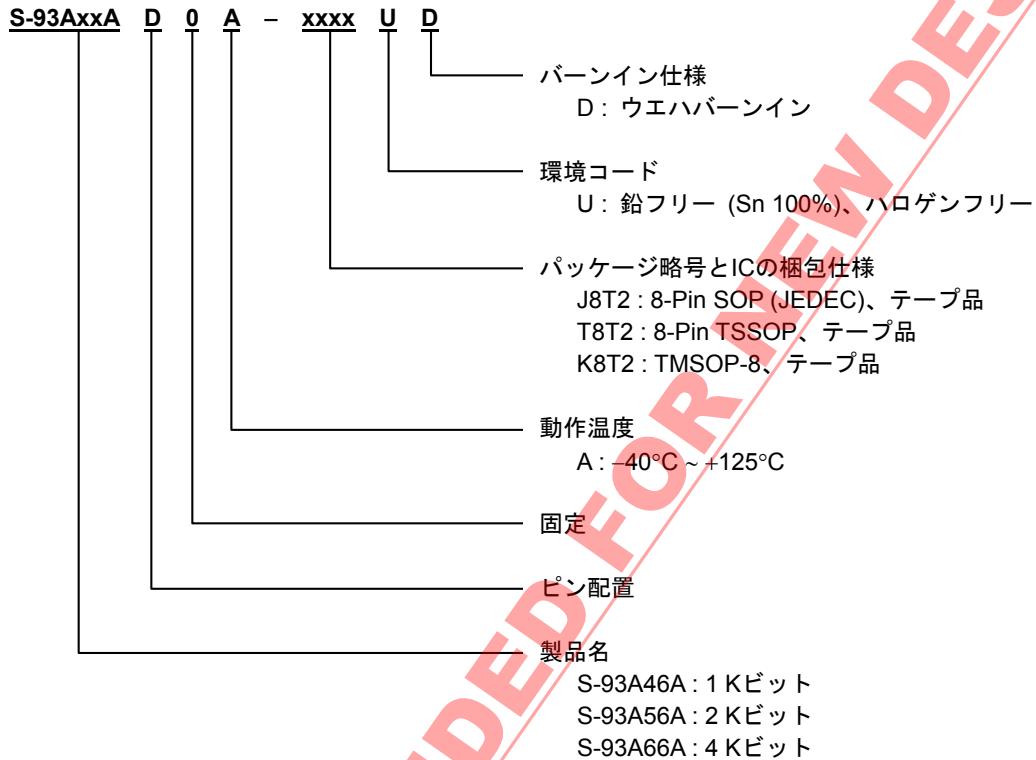 S-93AxxA D 0 A – xxxx U D
バーンイン仕様
D : ウエハバーンイン
環境コード
U : 鉛フリー (Sn 100%)、ハロゲンフリー
パッケージ略号とICの梱包仕様
J8T2 : 8-Pin SOP (JEDEC)、テープ品
T8T2 : 8-Pin TSSOP、テープ品
K8T2 : TMSOP-8、テープ品
動作温度
A : −40°C ~ +125°C
固定
ピン配置
製品名
S-93A46A : 1 Kビット
S-93A56A : 2 Kビット
S-93A66A : 4 Kビット
NDED FOR NEW DES